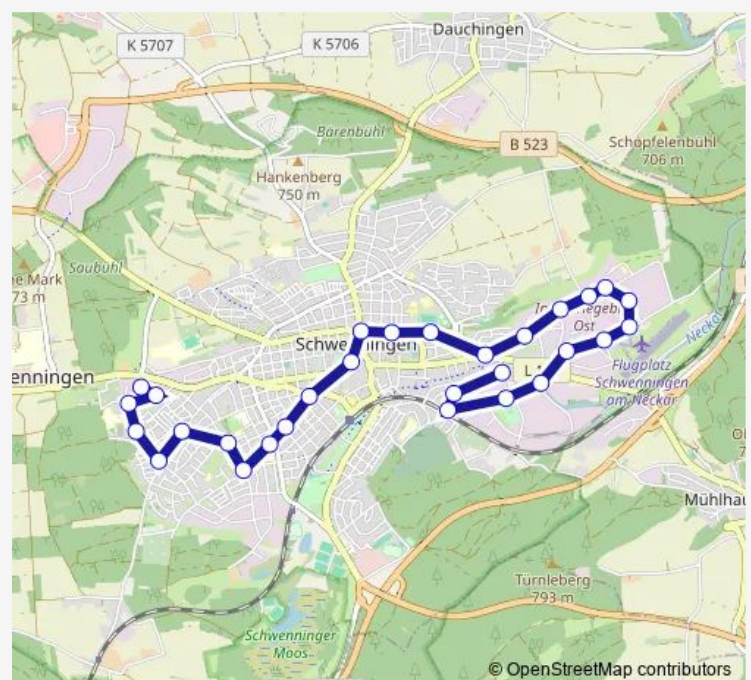 Dauchingen
K 5707
K 5706
Bärenbühl
B 523
Schopfelenbühl
706 m
Hankenberg
750 m
Saubühl
e Mark
73 m
Ost
Schwenningen
Neckar
L
Flugplatz
Schwenningen
am Neckar
enningen
Mühlhau
Türnleberg
793 m
Schwenninger
Moos
© OpenStreetMap contributors